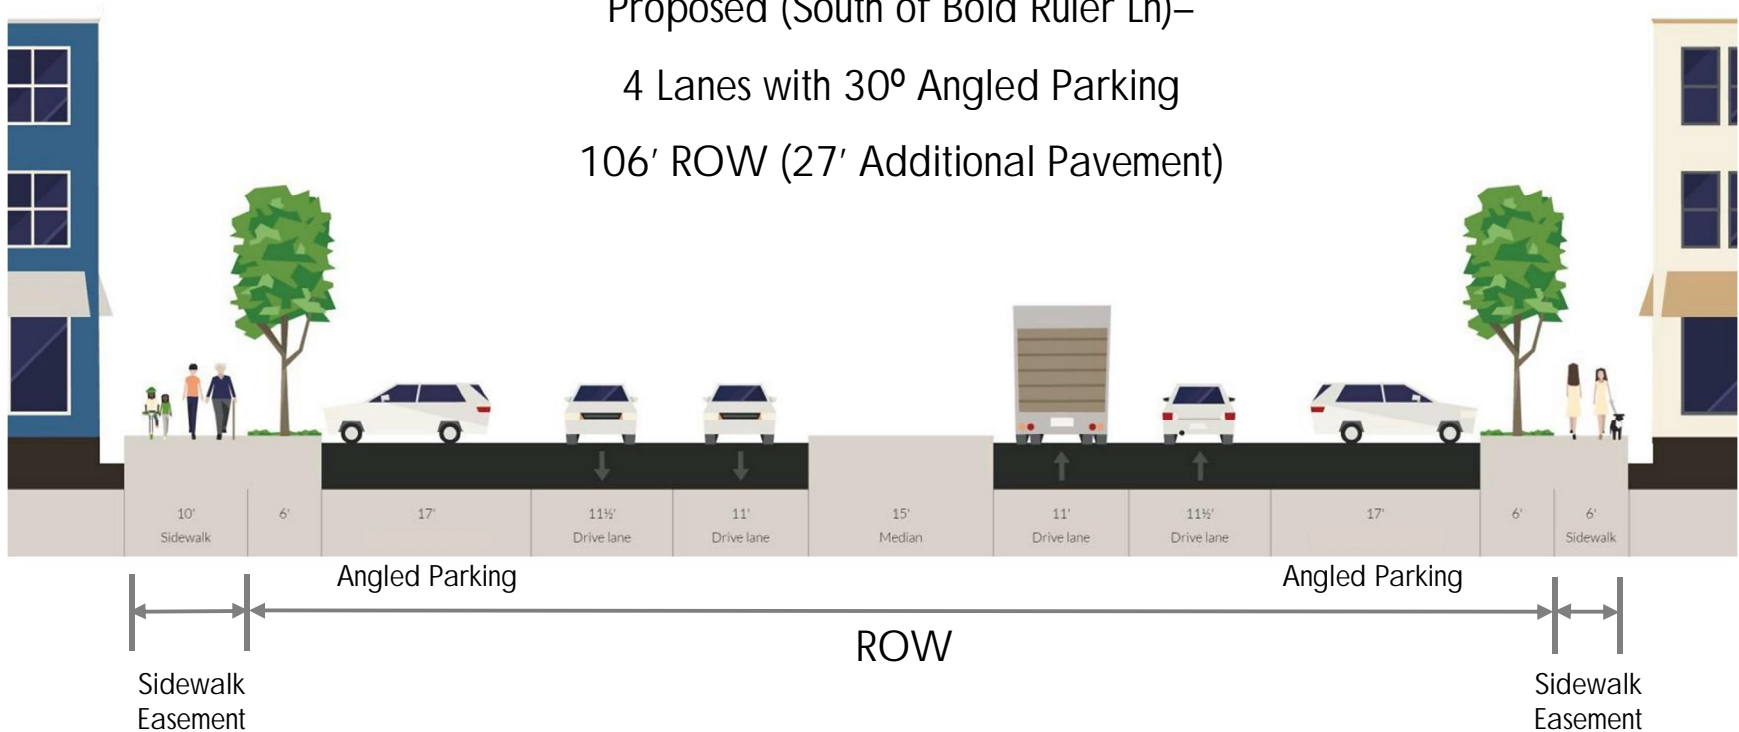 Proposed (South of Bold Ruler Ln)–
4 Lanes with 30º Angled Parking
106′ ROW (27′ Additional Pavement)
10'
Sidewalk
6'
17'
11½'
Drive lane
11'
Drive lane
15'
Median
11'
Drive lane
11½'
Drive lane
17'
6'
6'
Sidewalk
Angled Parking
Angled Parking
ROW
Sidewalk
Easement
Sidewalk
Easement